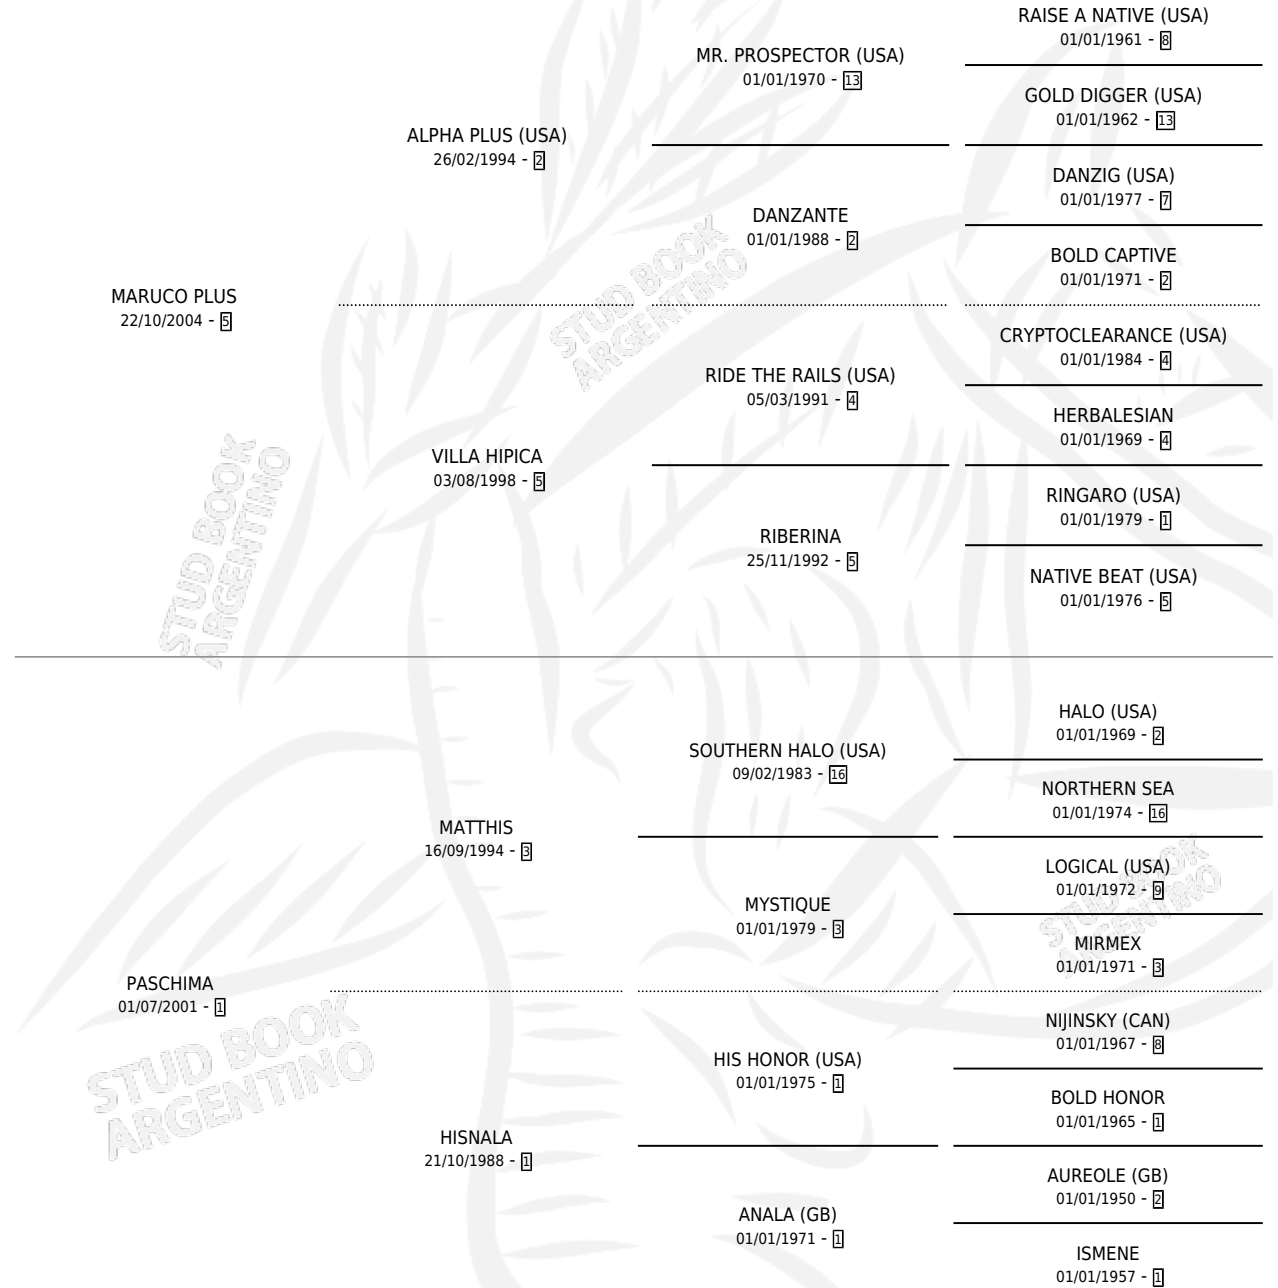 RAISE A NATIVE (USA)
01/01/1961 - 8
MR. PROSPECTOR (USA)
01/01/1970 - 13
GOLD DIGGER (USA)
01/01/1962 - 13
ALPHA PLUS (USA)
26/02/1994 - 2
DANZIG (USA)
01/01/1977 - 7
DANZANTE
01/01/1988 - 2
BOLD CAPTIVE
01/01/1971 - 2
MARUCO PLUS
22/10/2004 - 5
STUD BOOK
ARGENTINO
CRYPTOCLEARANCE (USA)
01/01/1984 - 4
RIDE THE RAILS (USA)
05/03/1991 - 4
HERBALESIAN
01/01/1969 - 4
VILLA HIPICA
03/08/1998 - 5
RINGARO (USA)
01/01/1979 - 1
RIBERINA
25/11/1992 - 5
NATIVE BEAT (USA)
01/01/1976 - 5
STUD BOOK
ARGENTINO
HALO (USA)
01/01/1969 - 2
SOUTHERN HALO (USA)
09/02/1983 - 16
NORTHERN SEA
01/01/1974 - 16
MATTHIS
16/09/1994 - 3
LOGICAL (USA)
01/01/1972 - 9
MYSTIQUE
01/01/1979 - 3
STUD BOOK
ARGENTINO
MIRMEX
01/01/1971 - 3
PASCHIMA
01/07/2001 - 1
NIJINSKY (CAN)
01/01/1967 - 8
HIS HONOR (USA)
01/01/1975 - 1
STUD BOOK
ARGENTINO
BOLD HONOR
01/01/1965 - 1
HISNALA
21/10/1988 - 1
AUREOLE (GB)
01/01/1950 - 2
ANALA (GB)
01/01/1971 - 1
ISMENE
01/01/1957 - 1